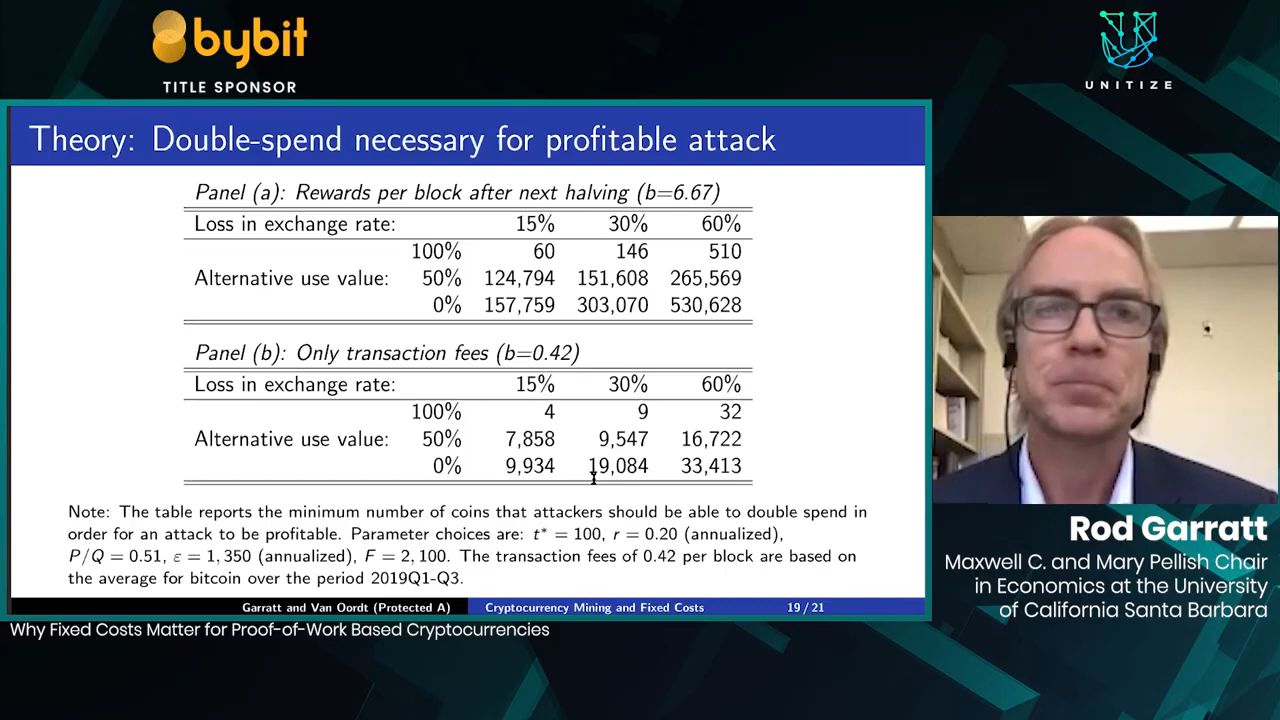 bybit
TITLE SPONSOR
UNITIZE
Theory: Double-spend necessary for profitable attack
Panel (a): Rewards per block after next halving (b=6.67)
Loss in exchange rate: 15% 30% 60%
100% 60 146 510
Alternative use value: 50% 124,794 151,608 265,569
0% 157,759 303,070 530,628
Panel (b): Only transaction fees (b=0.42)
Loss in exchange rate: 15% 30% 60%
100% 4 9 32
Alternative use value: 50% 7,858 9,547 16,722
0% 9,934 19,084 33,413
Note: The table reports the minimum number of coins that attackers should be able to double spend in
order for an attack to be profitable. Parameter choices are: t* = 100, r = 0.20 (annualized),
P/Q = 0.51, ε = 1,350 (annualized), F = 2,100. The transaction fees of 0.42 per block are based on
the average for bitcoin over the period 2019Q1-Q3.
Garratt and Van Oordt (Protected A) Cryptocurrency Mining and Fixed Costs 19 / 21
Why Fixed Costs Matter for Proof-of-Work Based Cryptocurrencies
Rod Garratt
Maxwell C. and Mary Pellish Chair
in Economics at the University
of California Santa Barbara